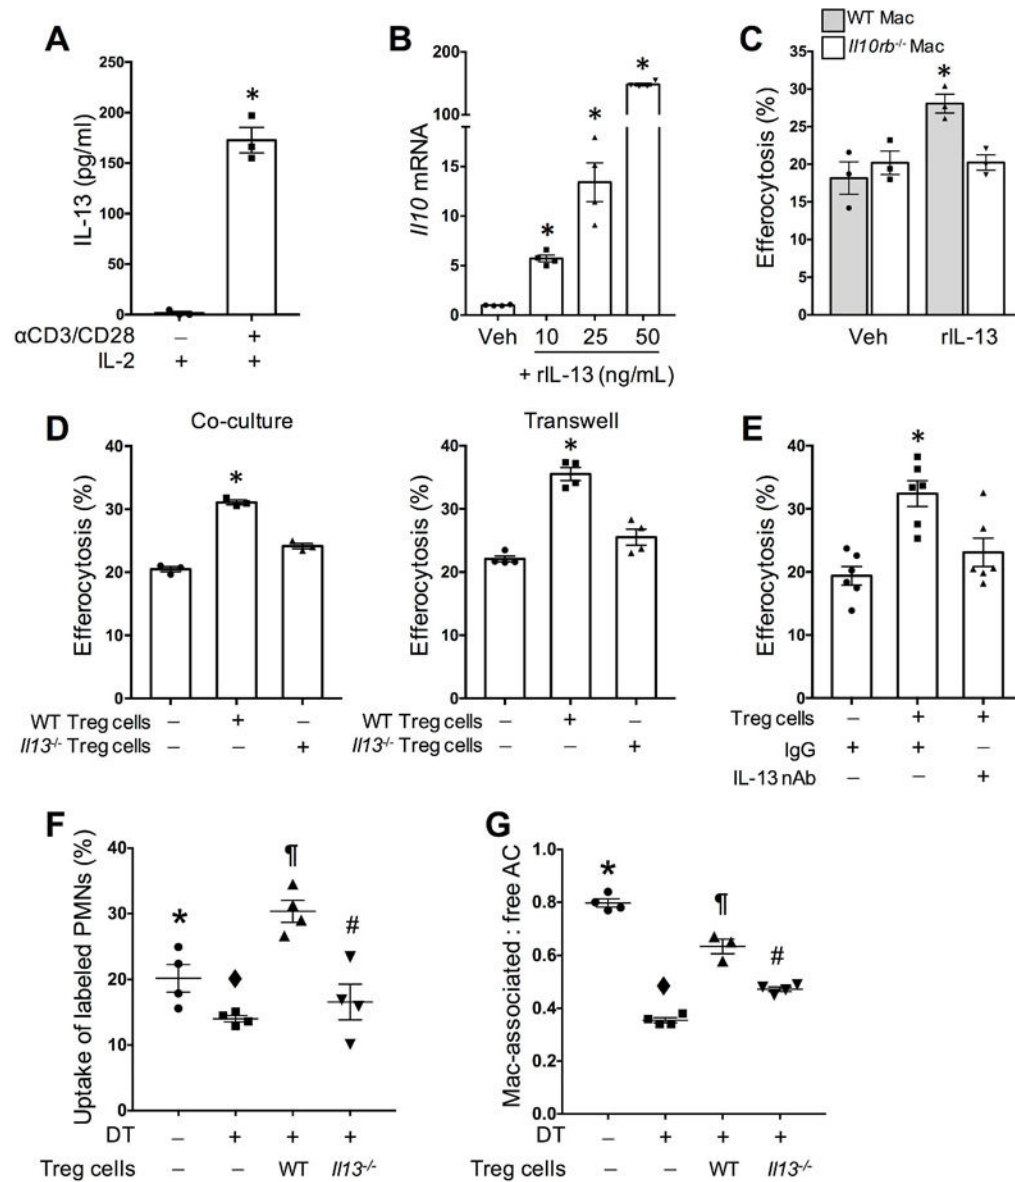 A
IL-13 (pg/ml)
250
200
150
100
50
0
*
αCD3/CD28 – +
IL-2 + +
B
Il10 mRNA
200
100
15
10
5
0
* * *
Veh 10 25 50
+ rIL-13 (ng/mL)
C
WT Mac
Il10rb-/- Mac
Efferocytosis (%)
35
30
25
20
15
10
5
0
*
Veh rIL-13
D
Co-culture
Efferocytosis (%)
40
30
20
10
0
*
WT Treg cells – + –
Il13-/- Treg cells – – +
Transwell
Efferocytosis (%)
40
30
20
10
0
*
WT Treg cells – + –
Il13-/- Treg cells – – +
E
Efferocytosis (%)
40
30
20
10
0
*
Treg cells – + +
IgG + + –
IL-13 nAb – – +
F
Uptake of labeled PMNs (%)
40
30
20
10
0
* ♦ ¶ #
DT – + + +
Treg cells – – WT Il13-/-
G
Mac-associated : free AC
1.0
0.8
0.6
0.4
0.2
0.0
* ♦ ¶ #
DT – + + +
Treg cells – – WT Il13-/-